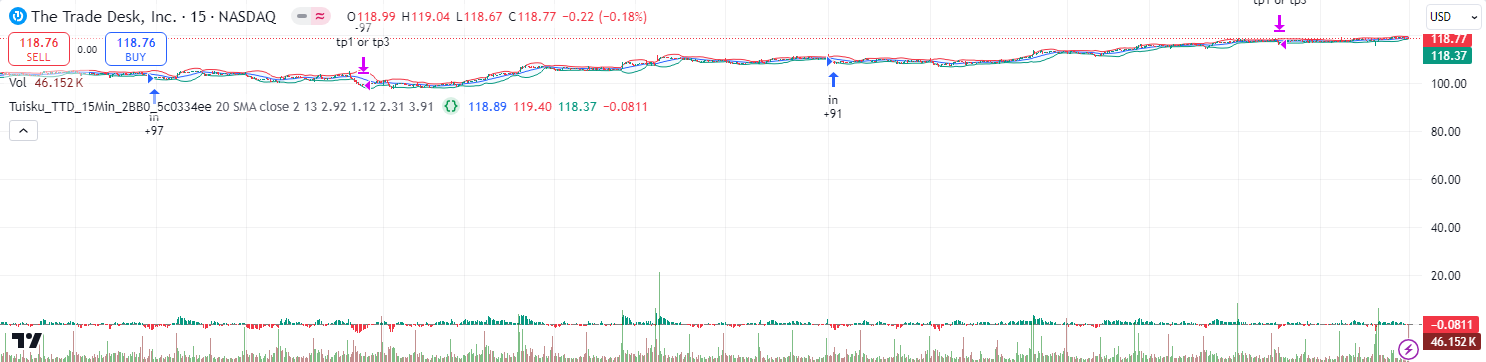 The Trade Desk, Inc. · 15 · NASDAQ
O118.99 H119.04 L118.67 C118.77 −0.22 (−0.18%)
USD
118.76 SELL
0.00
118.76 BUY
Vol 46.152 K
Tuisku_TTD_15Min_2BB0_5c0334ee 20 SMA close 2 13 2.92 1.12 2.31 3.91 118.89 119.40 118.37 −0.0811
in
+97
-97
tp1 or tp3
in
+91
tp1 or tp3
118.77
118.37
100.00
80.00
60.00
40.00
20.00
−0.0811
46.152 K